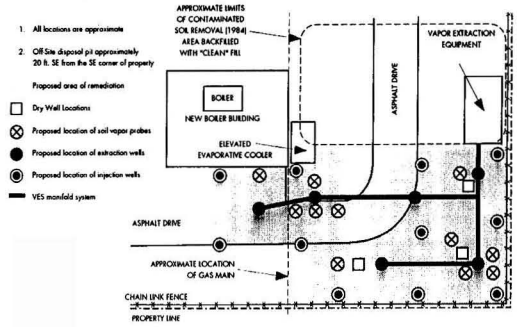 1. All locations are approximate
2. Off-Site disposal pit approximately
20 ft. SE from the SE corner of property
Proposed area of remediation
Dry Well Locations
Proposed location of soil vapor probes
Proposed location of extraction wells
Proposed location of injection wells
VES manifold system
APPROXIMATE LIMITS
OF CONTAMINATED
SOIL REMOVAL (1984)
AREA BACKFILLED
WITH "CLEAN" FILL
VAPOR EXTRACTION
EQUIPMENT
BOILER
NEW BOILER BUILDING
ELEVATED
EVAPORATIVE COOLER
ASPHALT DRIVE
ASPHALT DRIVE
APPROXIMATE LOCATION
OF GAS MAIN
CHAIN LINK FENCE
PROPERTY LINE